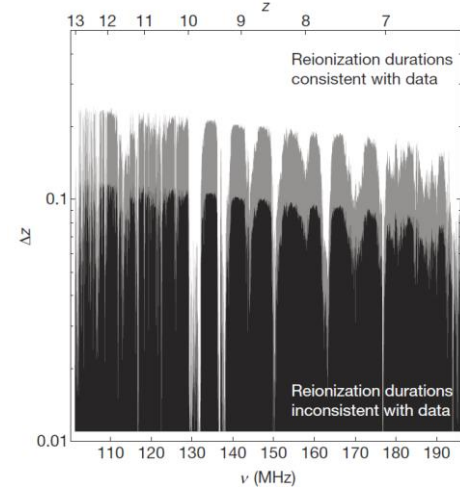 z
13 12 11 10 9 8 7
Reionization durations
consistent with data
0.1
Δz
Reionization durations
inconsistent with data
0.01
110 120 130 140 150 160 170 180 190
ν (MHz)